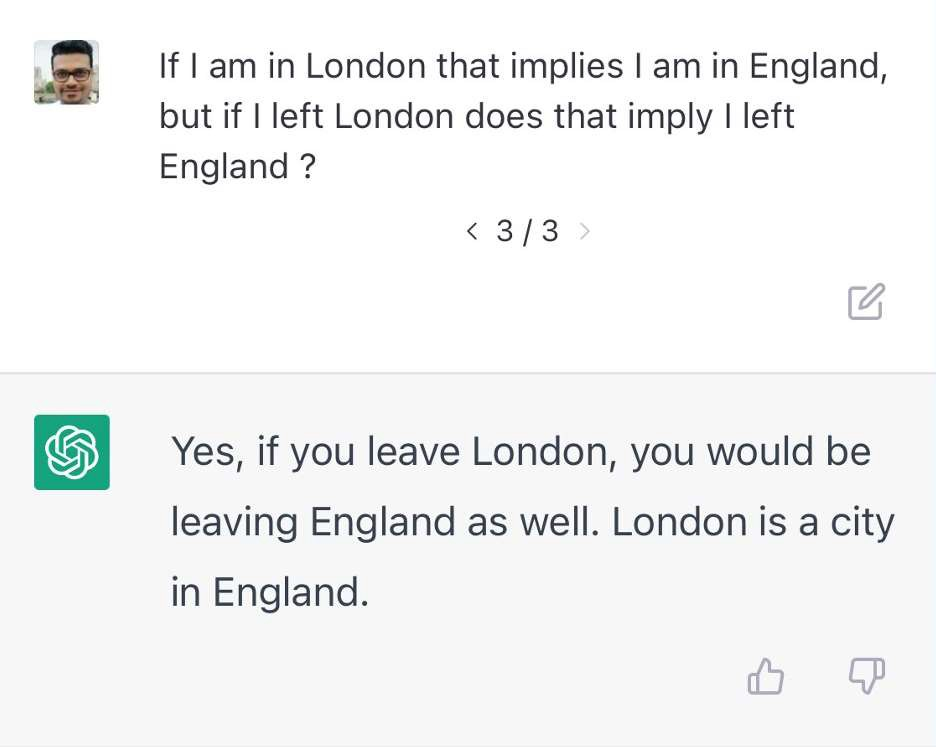 If I am in London that implies I am in England,
but if I left London does that imply I left
England ?
< 3 / 3 >
Yes, if you leave London, you would be
leaving England as well. London is a city
in England.